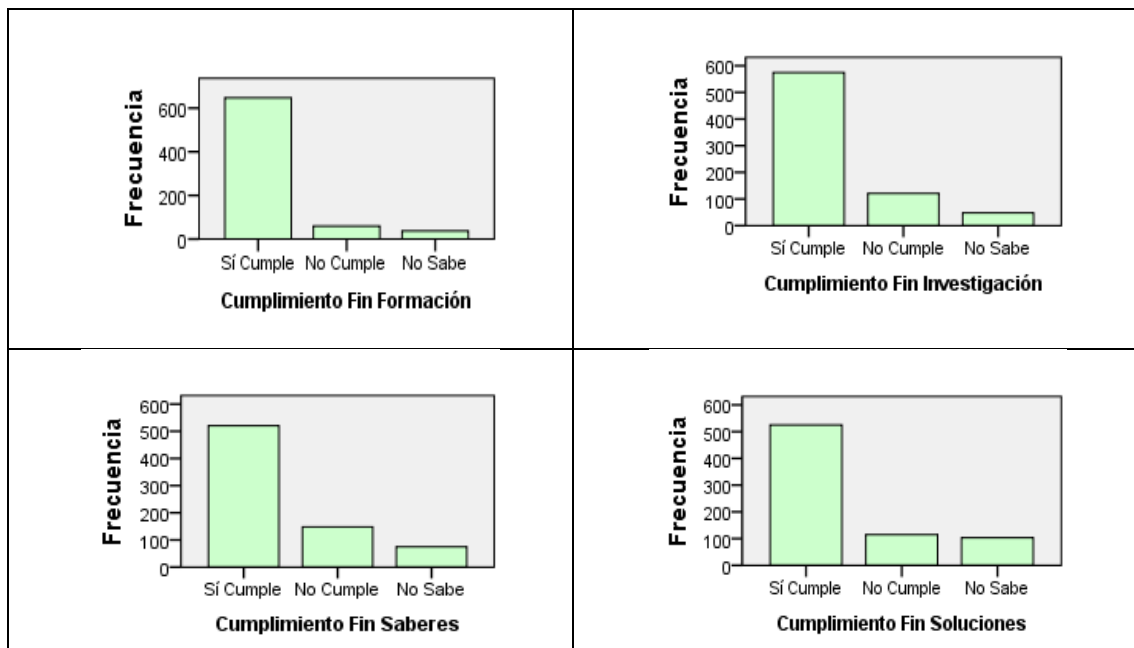 Frecuencia
600
400
200
0
Sí Cumple No Cumple No Sabe
Cumplimiento Fin Formación
Frecuencia
600
500
400
300
200
100
0
Sí Cumple No Cumple No Sabe
Cumplimiento Fin Investigación
Frecuencia
600
500
400
300
200
100
0
Sí Cumple No Cumple No Sabe
Cumplimiento Fin Saberes
Frecuencia
600
500
400
300
200
100
0
Sí Cumple No Cumple No Sabe
Cumplimiento Fin Soluciones